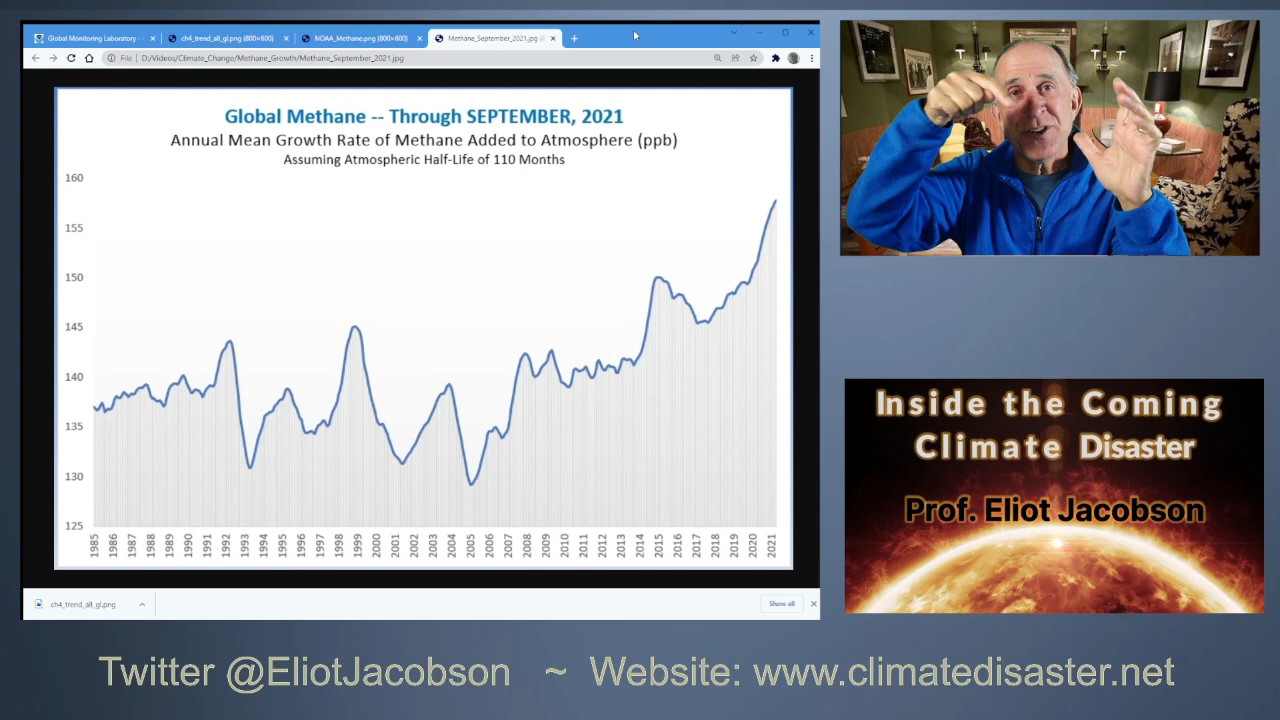 Global Monitoring Laboratory -
ch4_trend_all_gl.png (800×600)
NOAA_Methane.png (800×600)
Methane_September_2021.jpg (8
File
D:/Videos/Climate_Change/Methane_Growth/Methane_September_2021.jpg
Global Methane -- Through SEPTEMBER, 2021
Annual Mean Growth Rate of Methane Added to Atmosphere (ppb)
Assuming Atmospheric Half-Life of 110 Months
160
155
150
145
140
135
130
125
1985 1986 1987 1988 1989 1990 1991 1992 1993 1994 1995 1996 1997 1998 1999 2000 2001 2002 2003 2004 2005 2006 2007 2008 2009 2010 2011 2012 2013 2014 2015 2016 2017 2018 2019 2020 2021
ch4_trend_all_gl.png
Show all
Inside the Coming
Climate Disaster
Prof. Eliot Jacobson
Twitter @EliotJacobson ~ Website: www.climatedisaster.net